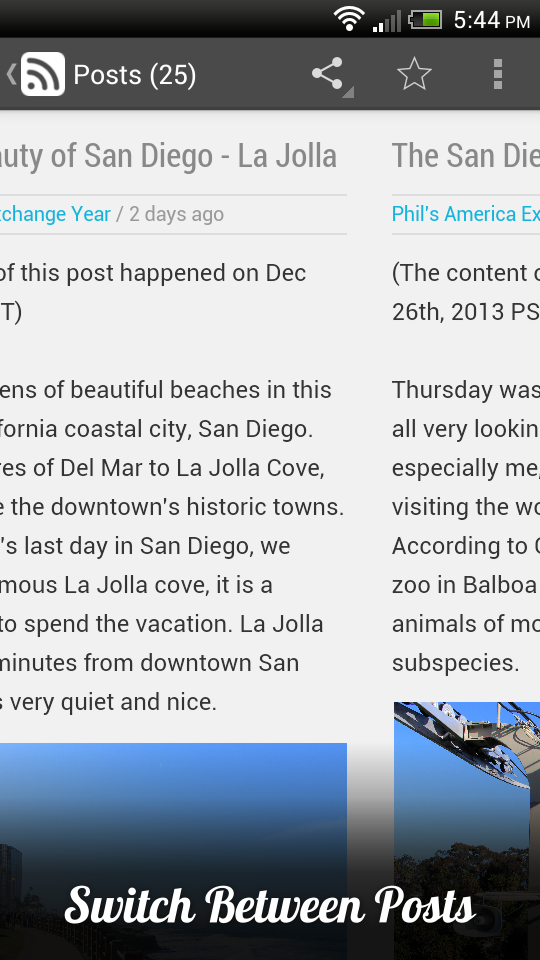 5:44 PM
Posts (25)
auty of San Diego - La Jolla
change Year / 2 days ago
of this post happened on Dec
T)
ens of beautiful beaches in this
fornia coastal city, San Diego.
res of Del Mar to La Jolla Cove,
e the downtown's historic towns.
's last day in San Diego, we
mous La Jolla cove, it is a
to spend the vacation. La Jolla
minutes from downtown San
s very quiet and nice.
The San Die
Phil's America Ex
(The content o
26th, 2013 PS
Thursday was
all very lookin
especially me,
visiting the wo
According to
zoo in Balboa
animals of mo
subspecies.
Switch Between Posts